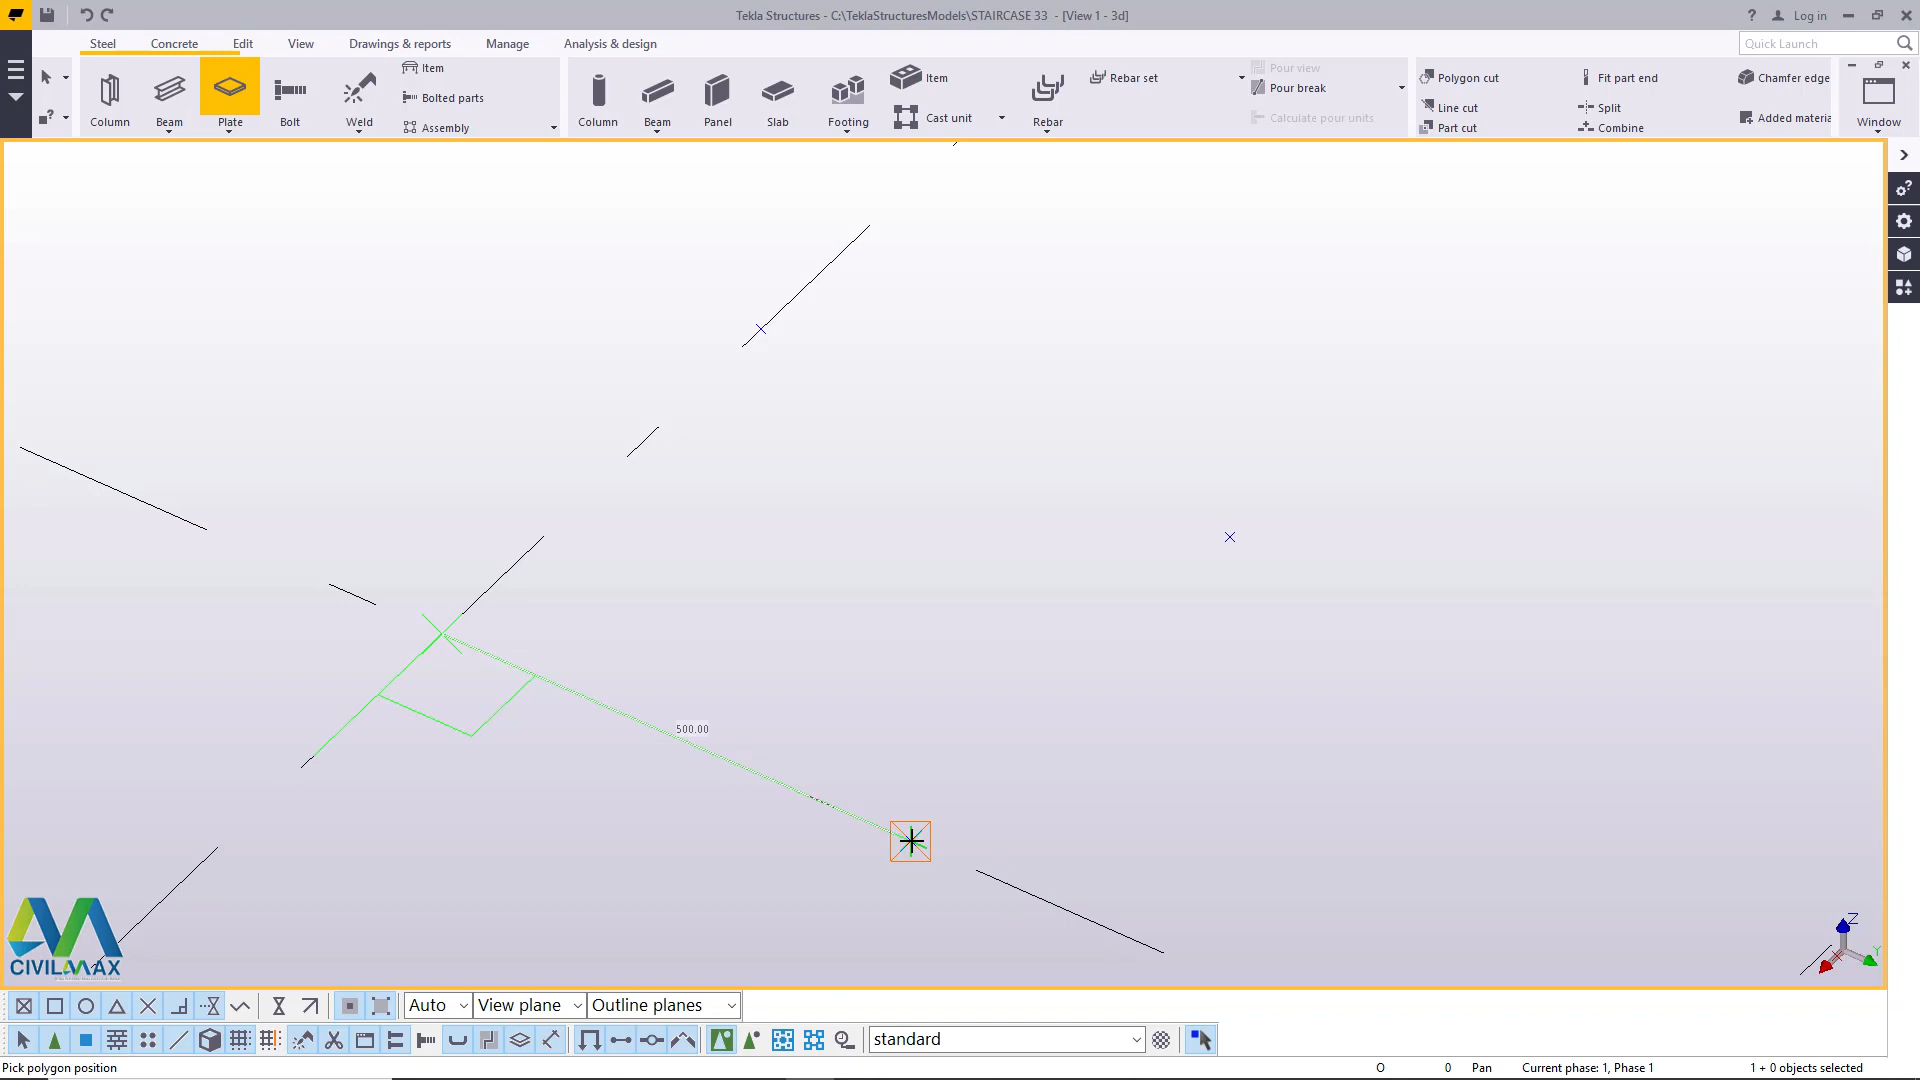 Tekla Structures - C:\TeklaStructuresModels\STAIRCASE 33 - [View 1 - 3d]
? Log in
Steel Concrete Edit View Drawings & reports Manage Analysis & design
Quick Launch
Column Beam Plate Bolt Weld
Item
Bolted parts
Assembly
Column Beam Panel Slab Footing
Item
Cast unit
Rebar
Rebar set
Pour view
Pour break
Calculate pour units
Polygon cut
Line cut
Part cut
Fit part end
Split
Combine
Chamfer edge
Added materia
Window
500.00
Z
Y
X
CIVILMAX
Auto View plane Outline planes
standard
Pick polygon position
O 0 Pan Current phase: 1, Phase 1 1 + 0 objects selected